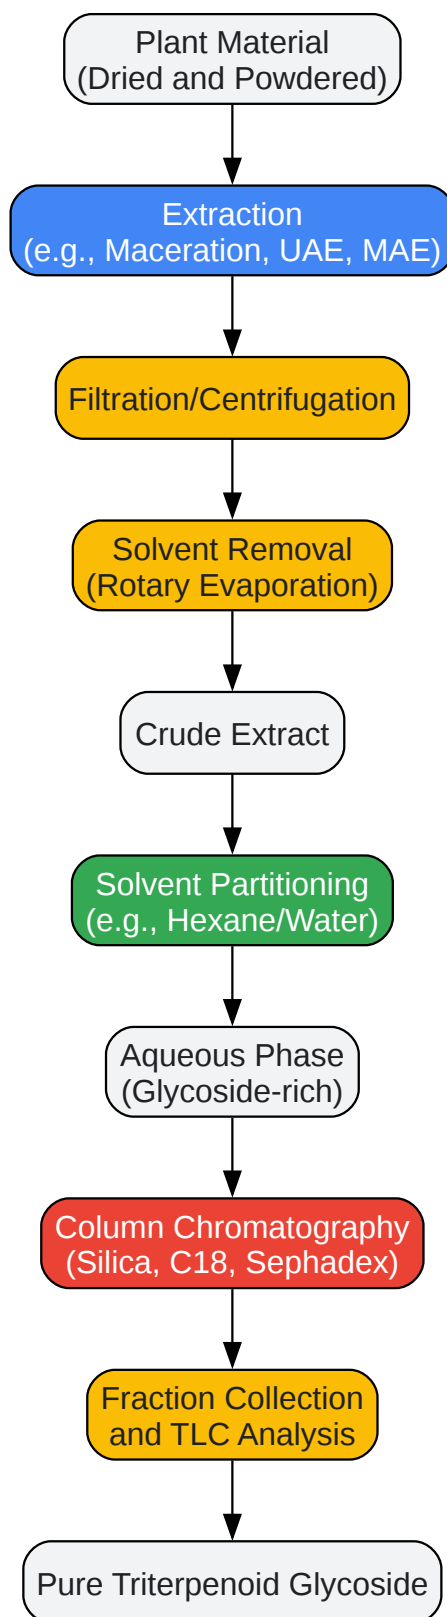 Plant Material
(Dried and Powdered)
Extraction
(e.g., Maceration, UAE, MAE)
Filtration/Centrifugation
Solvent Removal
(Rotary Evaporation)
Crude Extract
Solvent Partitioning
(e.g., Hexane/Water)
Aqueous Phase
(Glycoside-rich)
Column Chromatography
(Silica, C18, Sephadex)
Fraction Collection
and TLC Analysis
Pure Triterpenoid Glycoside